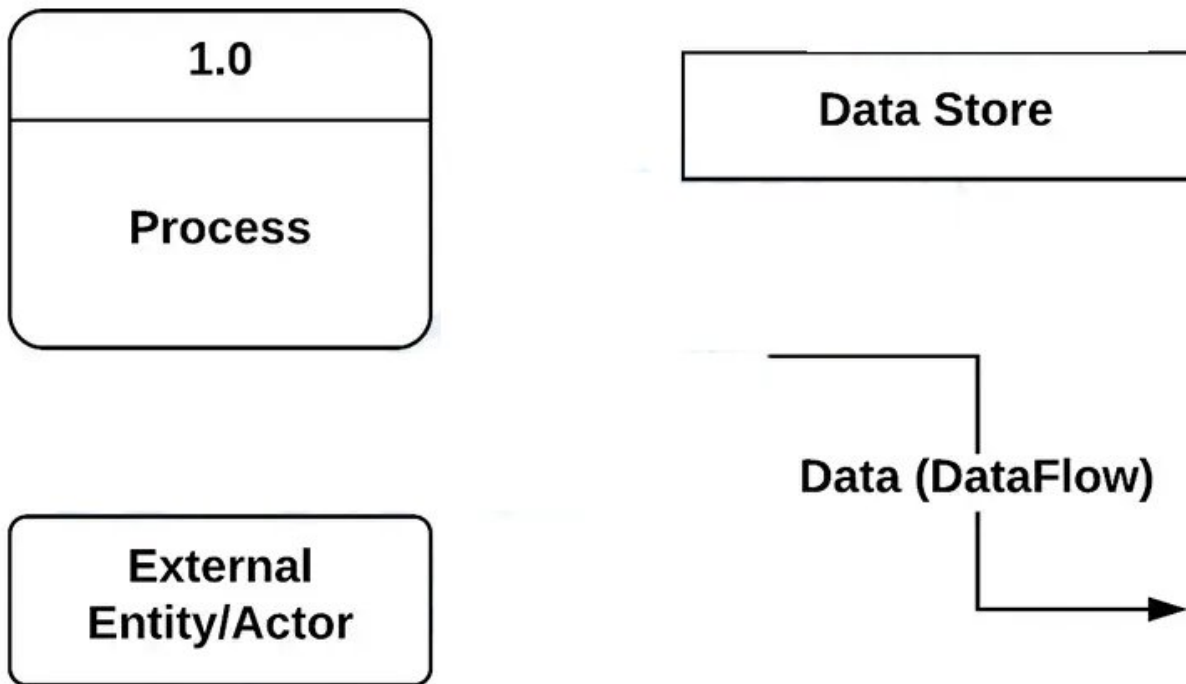 1.0
Process
Data Store
Data (DataFlow)
External
Entity/Actor